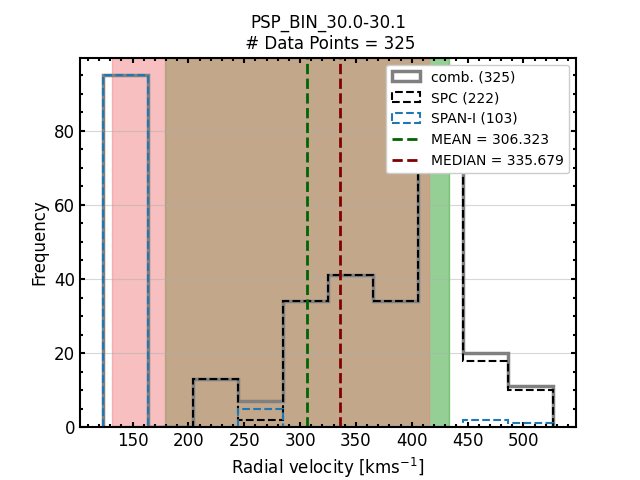 PSP_BIN_30.0-30.1
# Data Points = 325
comb. (325)
SPC (222)
SPAN-I (103)
MEAN = 306.323
MEDIAN = 335.679
Frequency
80
60
40
20
0
150 200 250 300 350 400 450 500
Radial velocity [kms⁻¹]